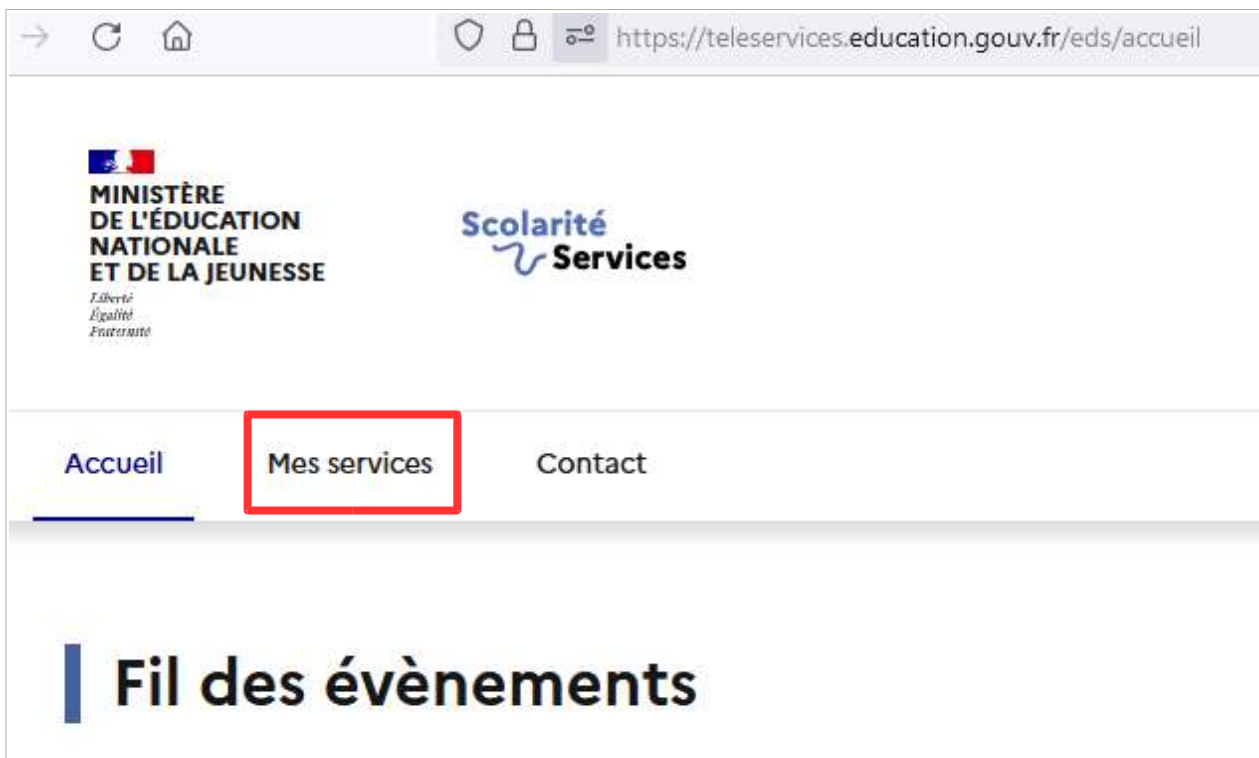 https://teleservices.education.gouv.fr/eds/accueil
MINISTÈRE
DE L'ÉDUCATION
NATIONALE
ET DE LA JEUNESSE
Liberté
Égalité
Fraternité
Scolarité
Services
Accueil Mes services Contact
Fil des évènements